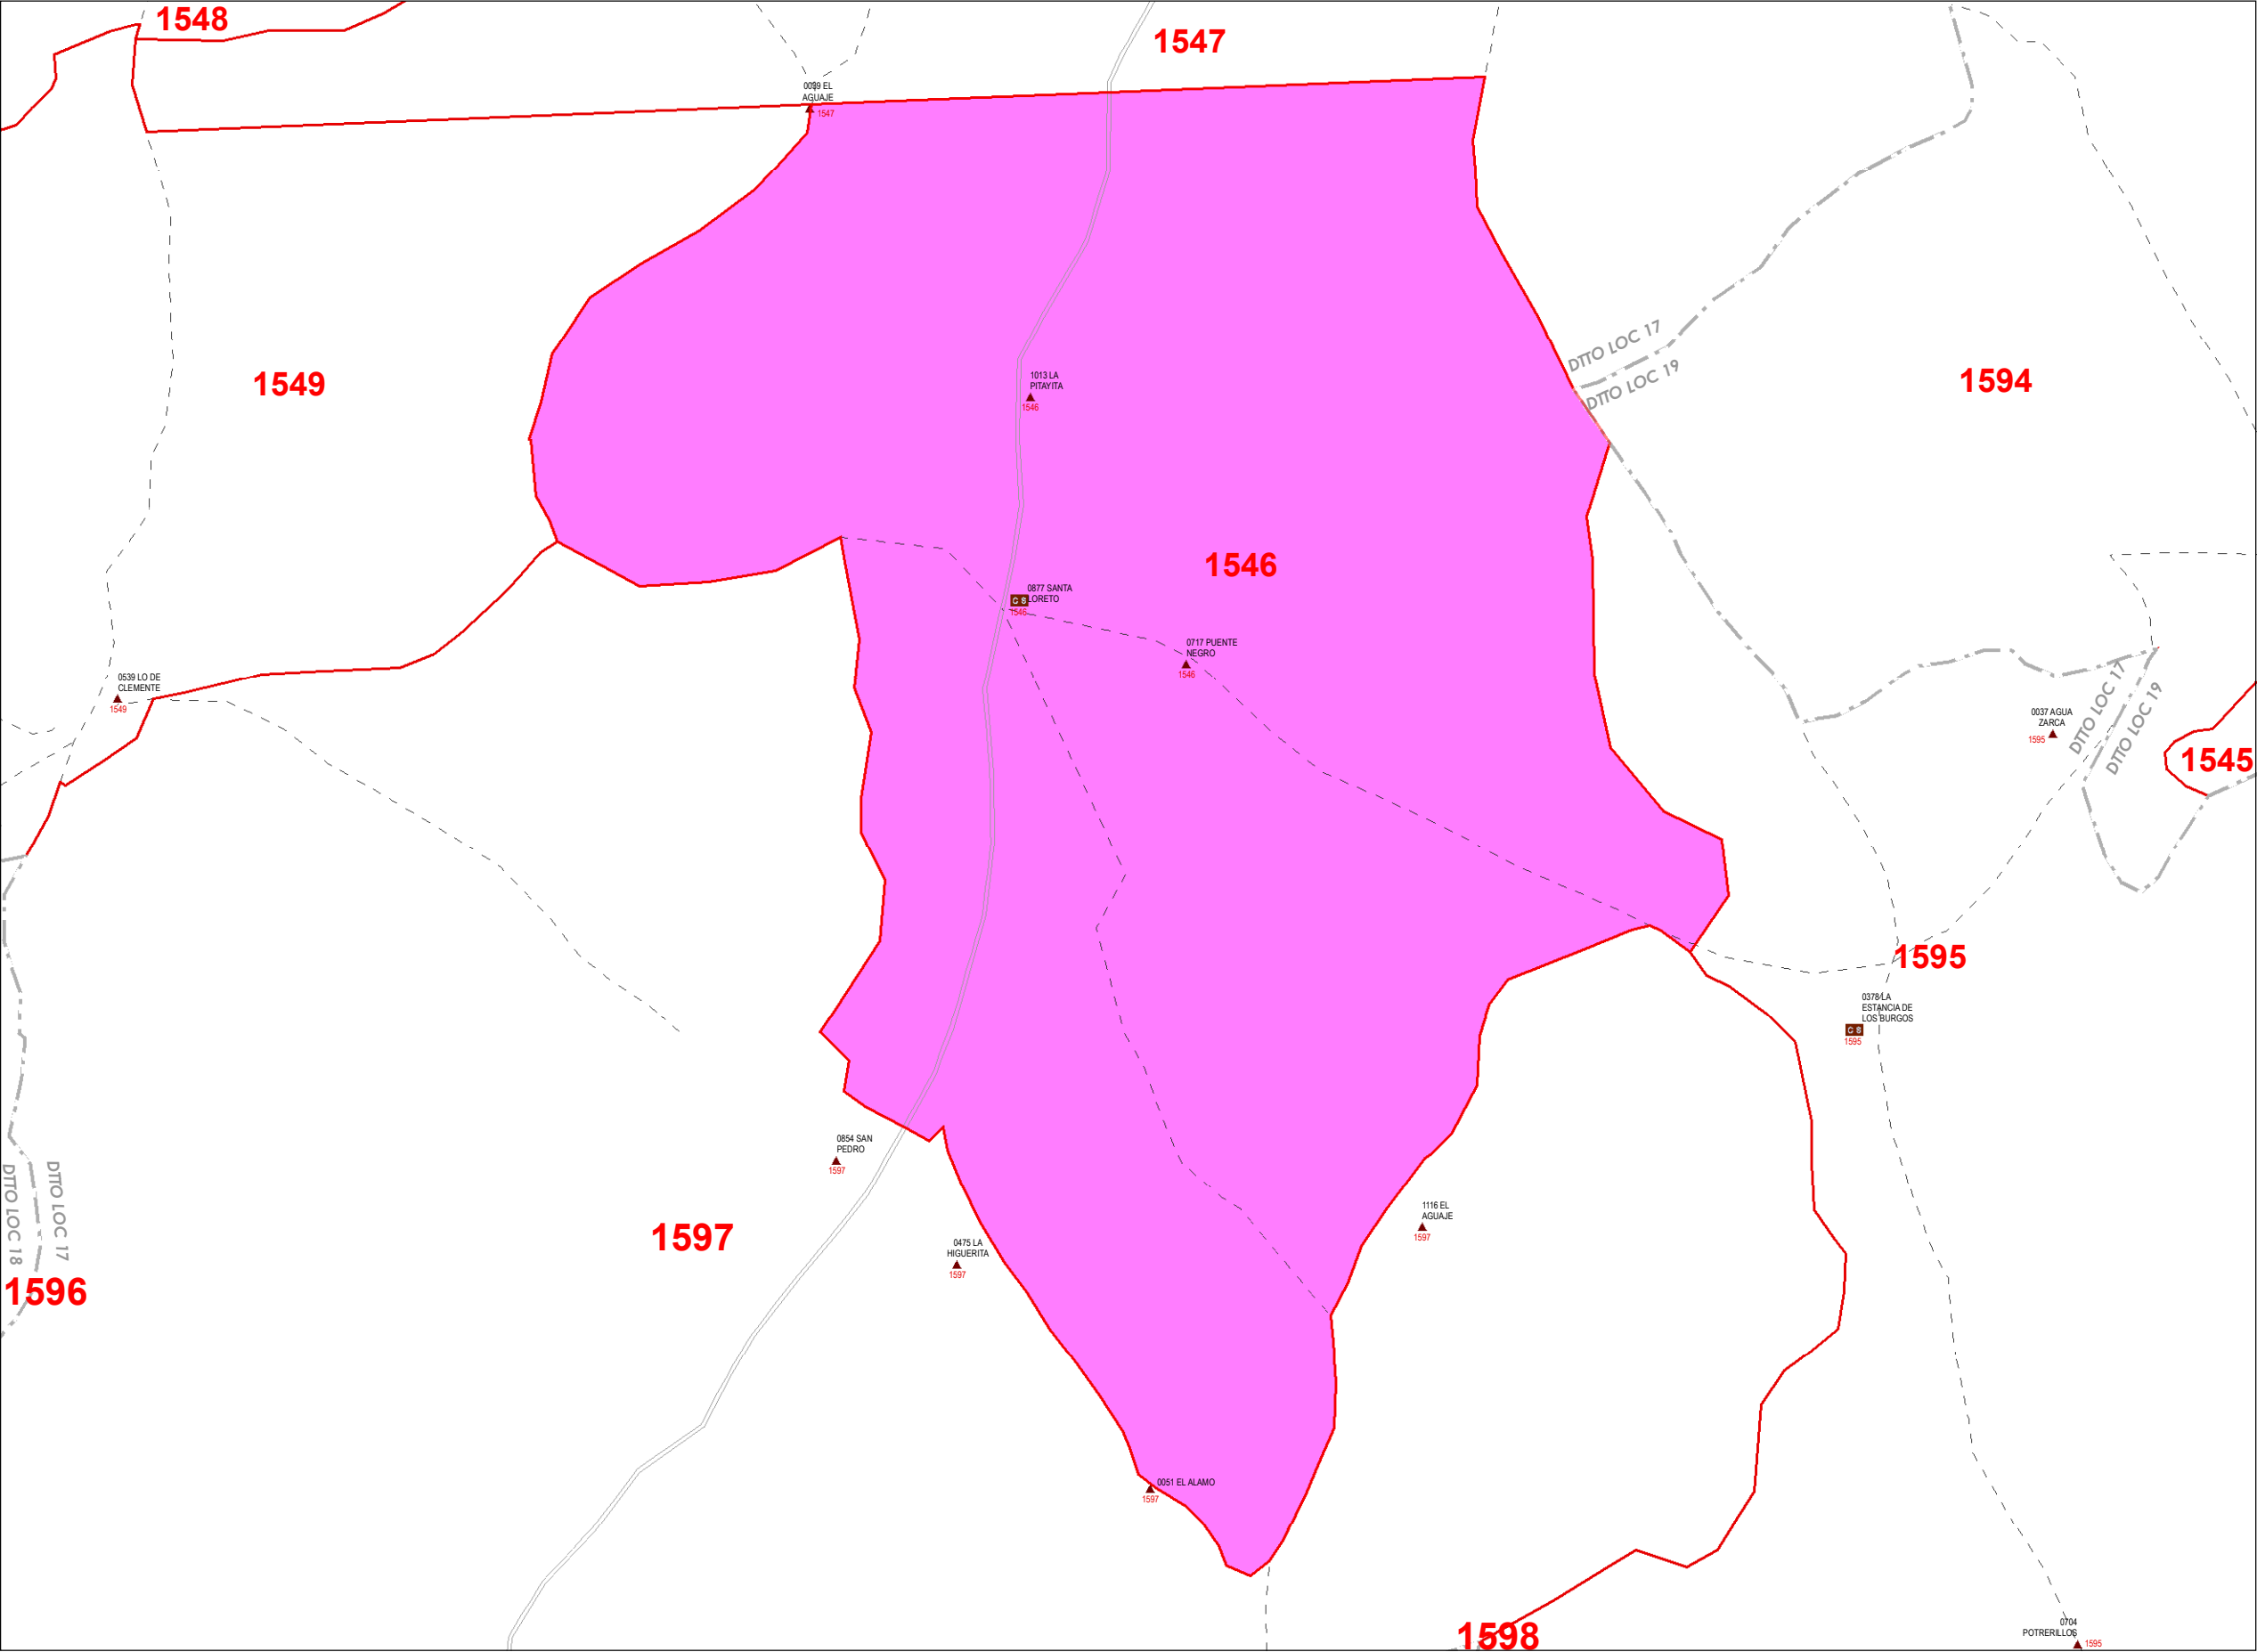 1548
1547
0099 EL
AGUAJE
1547
DTTO LOC 17
DTTO LOC 19
1549
1013 LA
PITAYITA
1546
1594
1546
0877 SANTA
LORETO
C 8
1546
0717 PUENTE
NEGRO
1546
0539 LO DE
CLEMENTE
1549
0037 AGUA
ZARCA
1595
DTTO LOC 17
DTTO LOC 19
1545
1595
0378 LA
ESTANCIA DE
LOS BURGOS
C 8
1595
0854 SAN
PEDRO
1597
DTTO LOC 18
DTTO LOC 17
1596
1597
0475 LA
HIGUERITA
1597
1116 EL
AGUAJE
1597
0051 EL ALAMO
1597
1598
0704
POTRERILLOS
1595